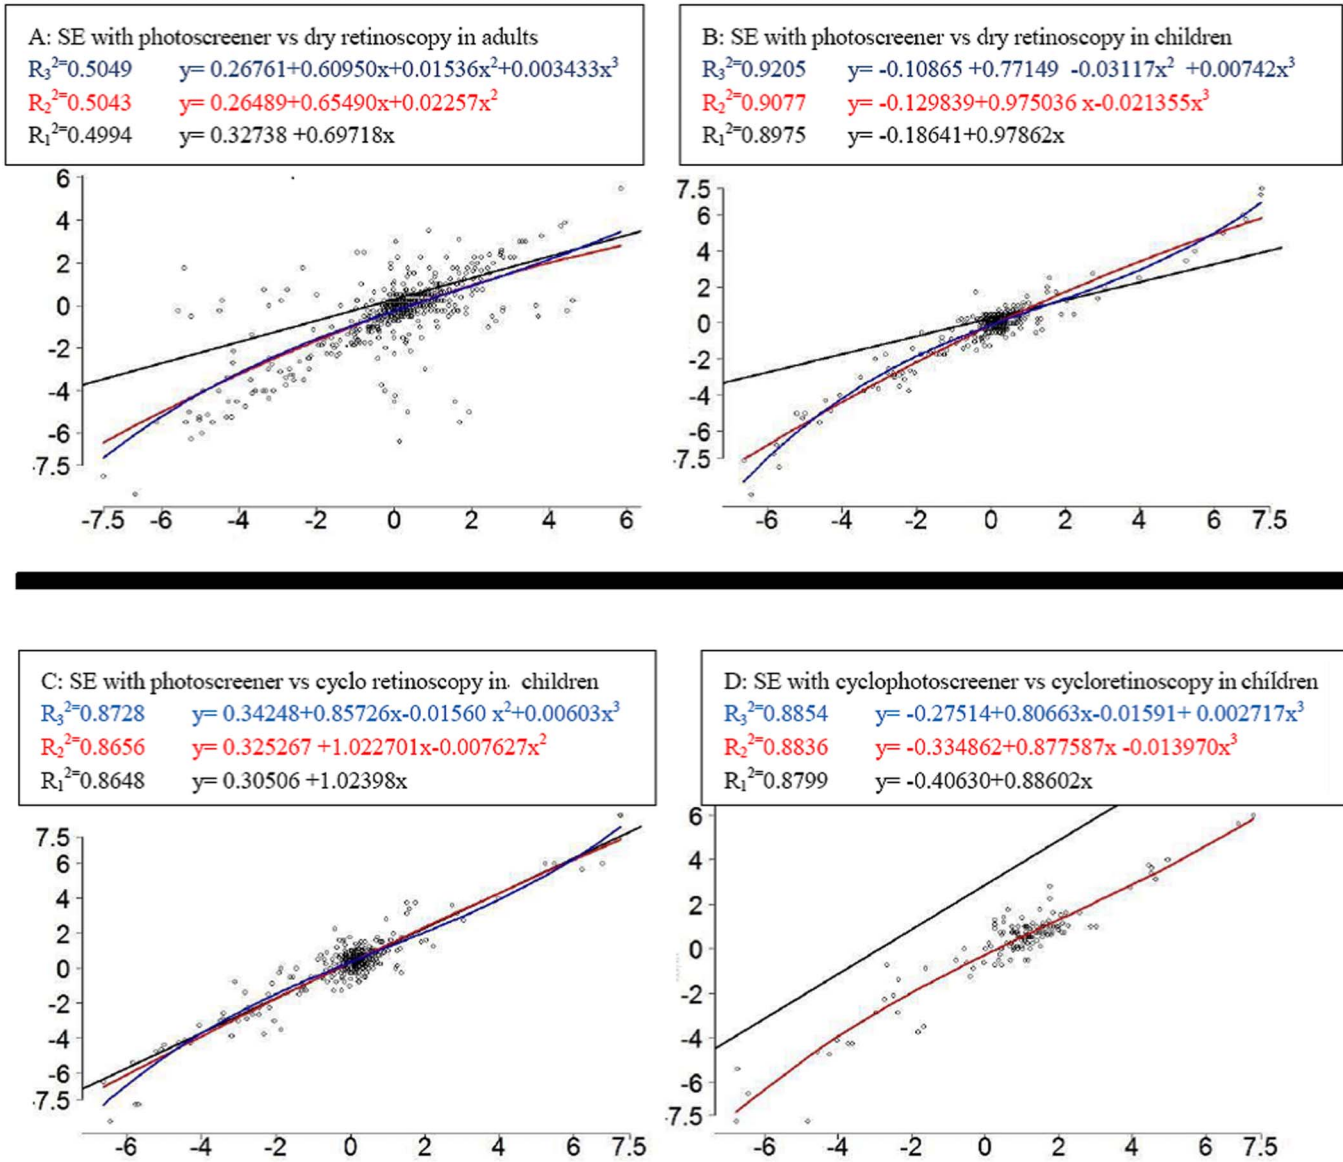 A: SE with photoscreener vs dry retinoscopy in adults
R₃²⁼0.5049 y= 0.26761+0.60950x+0.01536x²+0.003433x³
R₂²⁼0.5043 y= 0.26489+0.65490x+0.02257x²
R₁²⁼0.4994 y= 0.32738 +0.69718x
6
4
2
0
-2
-4
-6
-7.5
-7.5 -6 -4 -2 0 2 4 6
B: SE with photoscreener vs dry retinoscopy in children
R₃²⁼0.9205 y= -0.10865 +0.77149 -0.03117x² +0.00742x³
R₂²⁼0.9077 y= -0.129839+0.975036 x-0.021355x³
R₁²⁼0.8975 y= -0.18641+0.97862x
7.5
6
4
2
0
-2
-4
-6
-7.5
-6 -4 -2 0 2 4 6 7.5
C: SE with photoscreener vs cyclo retinoscopy in. children
R₃²⁼0.8728 y= 0.34248+0.85726x-0.01560 x²+0.00603x³
R₂²⁼0.8656 y= 0.325267 +1.022701x-0.007627x²
R₁²⁼0.8648 y= 0.30506 +1.02398x
7.5
6
4
2
0
-2
-4
-6
-7.5
-6 -4 -2 0 2 4 6 7.5
D: SE with cyclophotoscreener vs cycloretinoscopy in children
R₃²⁼0.8854 y= -0.27514+0.80663x-0.01591+ 0.002717x³
R₂²⁼0.8836 y= -0.334862+0.877587x -0.013970x³
R₁²⁼0.8799 y= -0.40630+0.88602x
6
4
2
0
-2
-4
-6
-7.5
-6 -4 -2 0 2 4 6 7.5